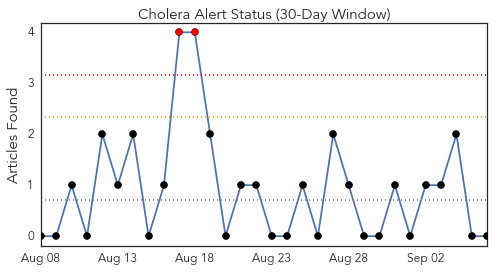 Cholera Alert Status (30-Day Window)
Articles Found
4
3
2
1
0
Aug 08 Aug 13 Aug 18 Aug 23 Aug 28 Sep 02